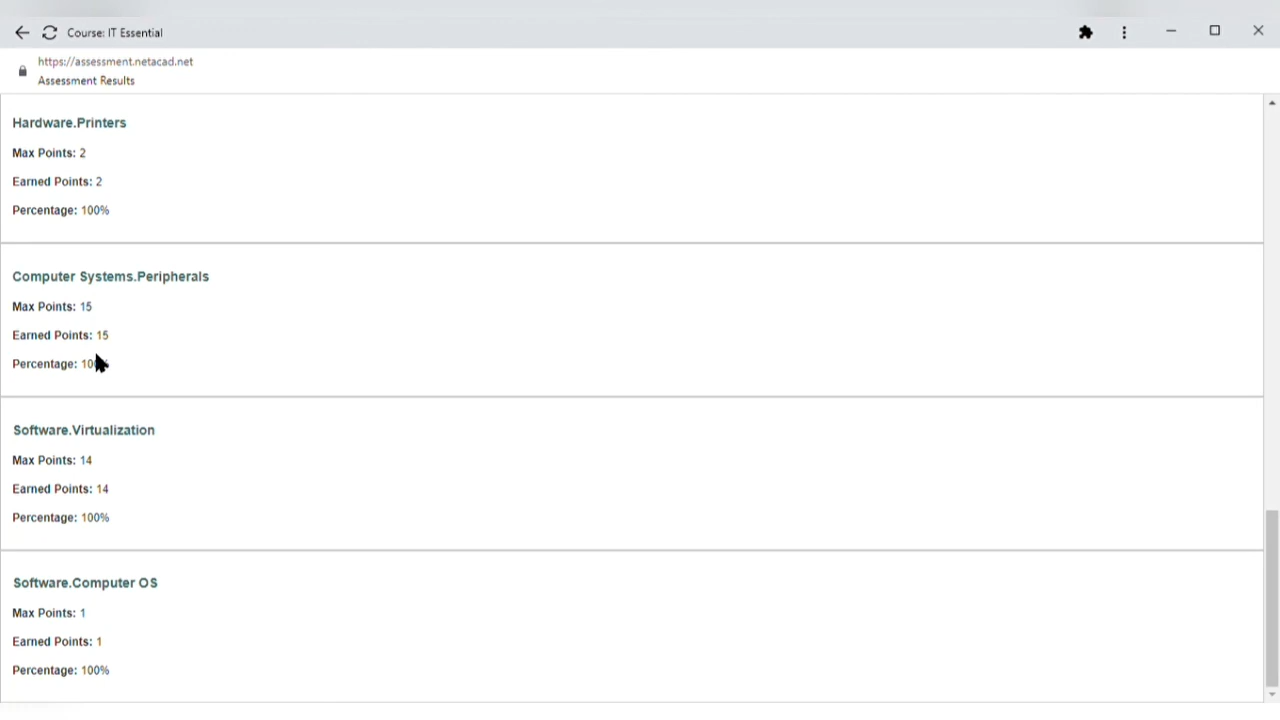 Course: IT Essential
https://assessment.netacad.net
Assessment Results
Hardware.Printers
Max Points: 2
Earned Points: 2
Percentage: 100%
Computer Systems.Peripherals
Max Points: 15
Earned Points: 15
Percentage:
Software.Virtualization
Max Points: 14
Earned Points: 14
Percentage: 100%
Software.Computer OS
Max Points: 1
Earned Points: 1
Percentage: 100%